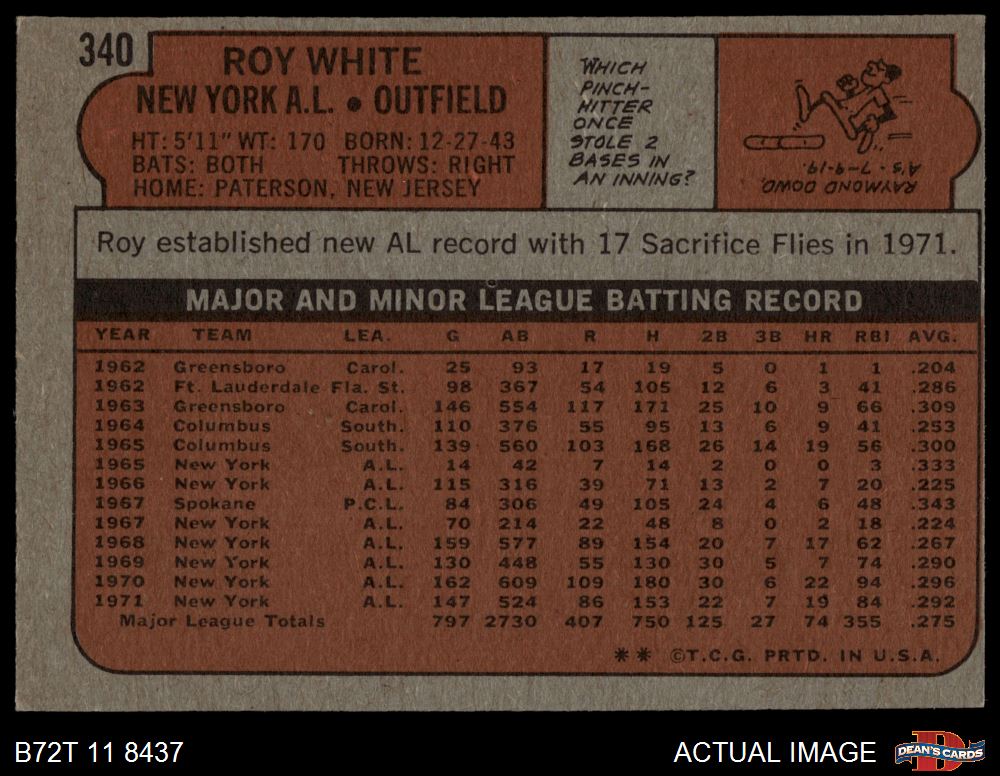 340
ROY WHITE
NEW YORK A.L. • OUTFIELD
HT: 5'11" WT: 170 BORN: 12-27-43
BATS: BOTH THROWS: RIGHT
HOME: PATERSON, NEW JERSEY
WHICH
PINCH-
HITTER
ONCE
STOLE 2
BASES IN
AN INNING?
RAYMOND DOWD,
A'S • 7-9-19.
Roy established new AL record with 17 Sacrifice Flies in 1971.
MAJOR AND MINOR LEAGUE BATTING RECORD
YEAR TEAM LEA. G AB R H 2B 3B HR RBI AVG.
1962 Greensboro Carol. 25 93 17 19 5 0 1 1 .204
1962 Ft. Lauderdale Fla. St. 98 367 54 105 12 6 3 41 .286
1963 Greensboro Carol. 146 554 117 171 25 10 9 66 .309
1964 Columbus South. 110 376 55 95 13 6 9 41 .253
1965 Columbus South. 139 560 103 168 26 14 19 56 .300
1965 New York A.L. 14 42 7 14 2 0 0 3 .333
1966 New York A.L. 115 316 39 71 13 2 7 20 .225
1967 Spokane P.C.L. 84 306 49 105 24 4 6 48 .343
1967 New York A.L. 70 214 22 48 8 0 2 18 .224
1968 New York A.L. 159 577 89 154 20 7 17 62 .267
1969 New York A.L. 130 448 55 130 30 5 7 74 .290
1970 New York A.L. 162 609 109 180 30 6 22 94 .296
1971 New York A.L. 147 524 86 153 22 7 19 84 .292
Major League Totals 797 2730 407 750 125 27 74 355 .275
** ©T.C.G. PRTD. IN U.S.A.
B72T 11 8437
ACTUAL IMAGE
D
DEAN'S CARDS